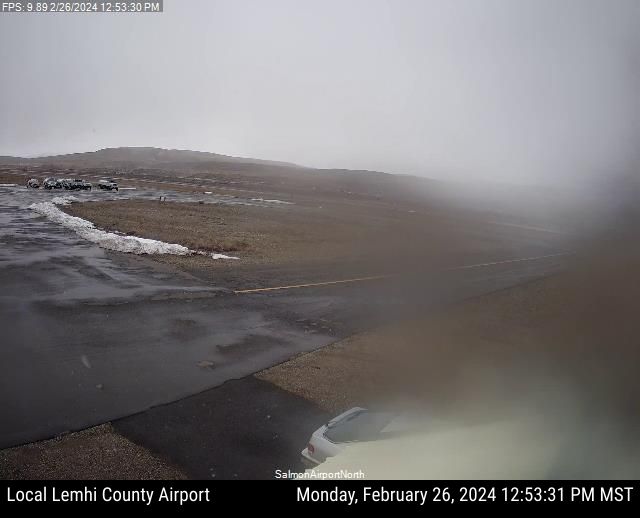 FPS: 9.89 2/26/2024 12:53:30 PM
SalmonAirportNorth
Local Lemhi County Airport
Monday, February 26, 2024 12:53:31 PM MST